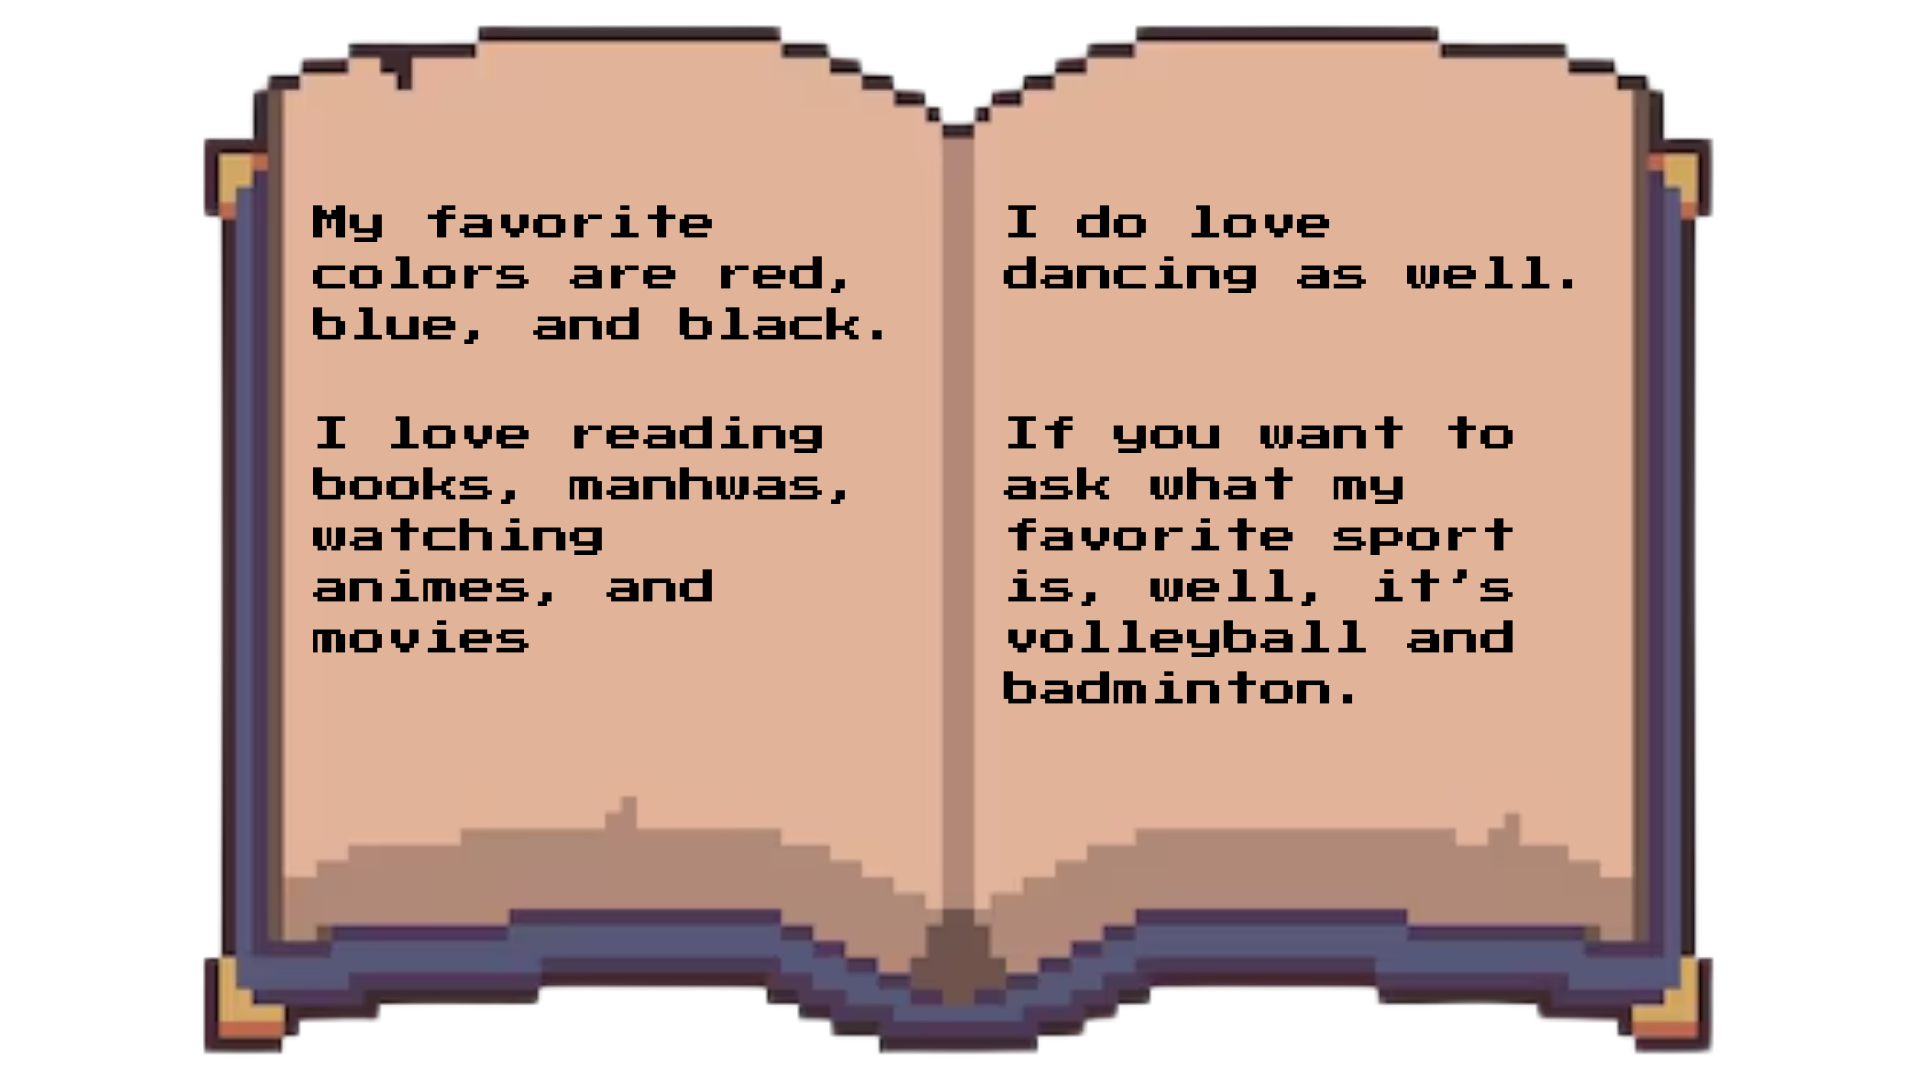 My favorite
colors are red,
blue, and black.
I love reading
books, manhwas,
watching
animes, and
movies
I do love
dancing as well.
If you want to
ask what my
favorite sport
is, well, it's
volleyball and
badminton.